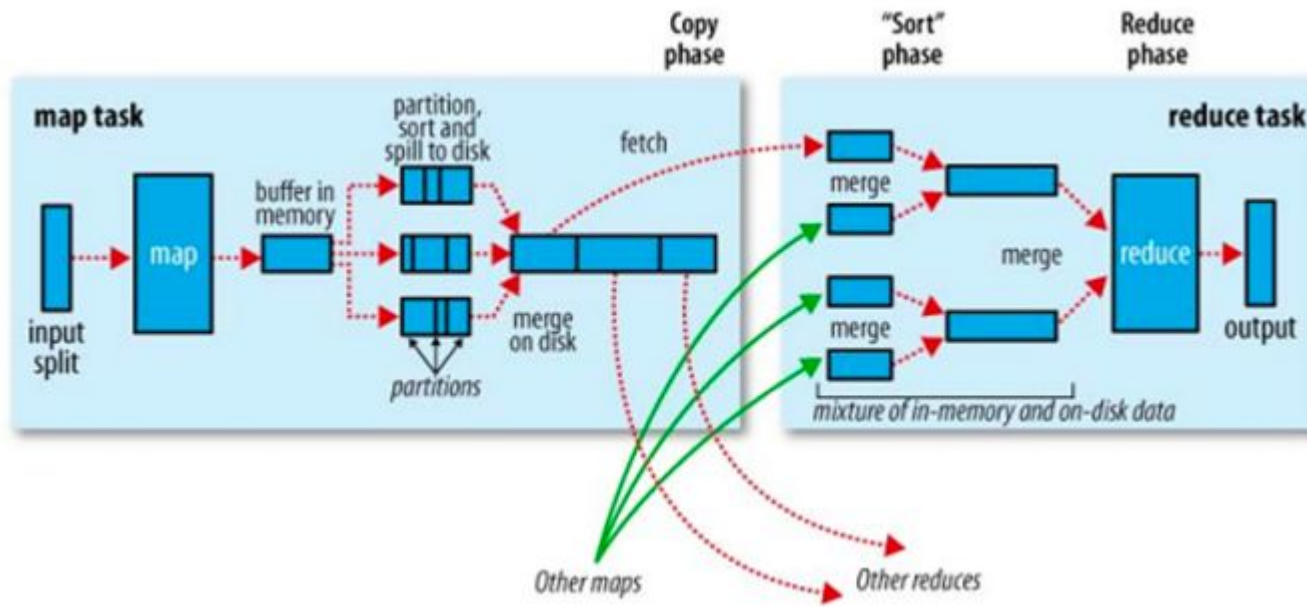 Copy
phase
“Sort”
phase
Reduce
phase
map task
partition,
sort and
spill to disk
fetch
reduce task
buffer in
memory
merge
map
merge
reduce
input
split
merge
on disk
merge
output
partitions
mixture of in-memory and on-disk data
Other maps
Other reduces